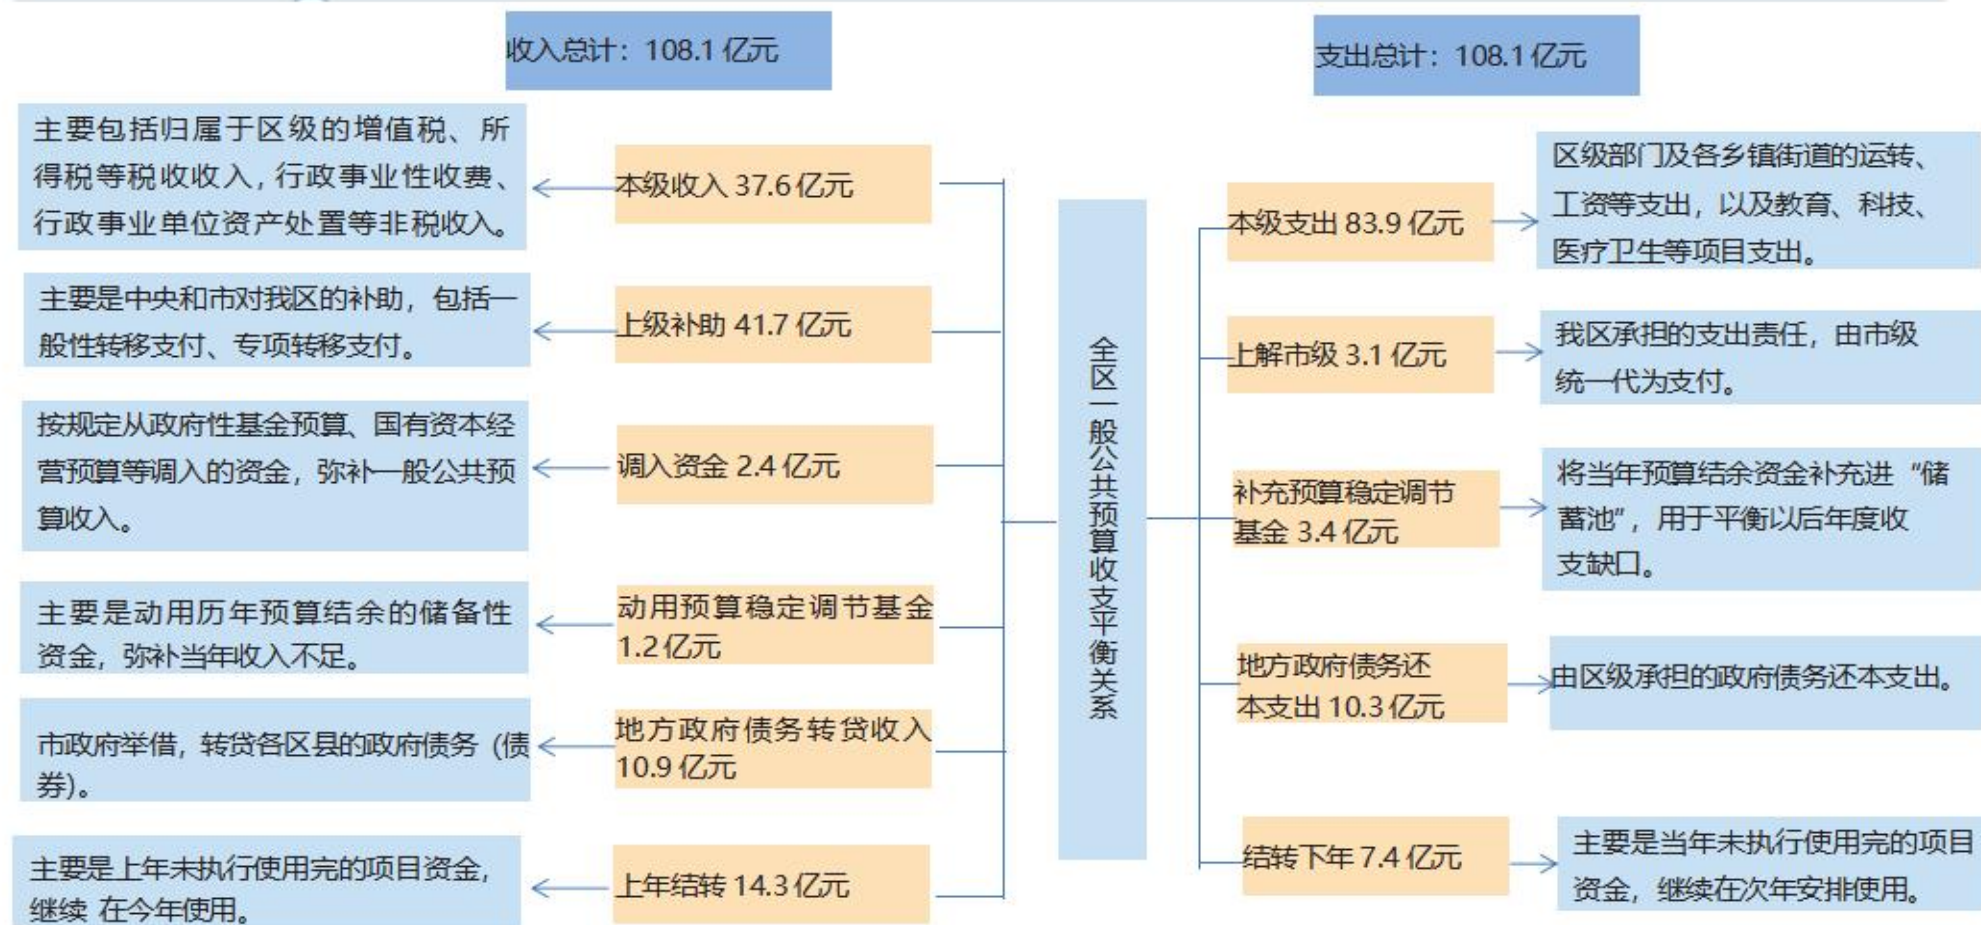 收入总计：108.1 亿元
支出总计：108.1 亿元
主要包括归属于区级的增值税、所
得税等税收收入，行政事业性收费、
行政事业单位资产处置等非税收入。
本级收入 37.6 亿元
主要是中央和市对我区的补助，包括一
般性转移支付、专项转移支付。
上级补助 41.7 亿元
按规定从政府性基金预算、国有资本经
营预算等调入的资金，弥补一般公共预
算收入。
调入资金 2.4 亿元
主要是动用历年预算结余的储备性
资金，弥补当年收入不足。
动用预算稳定调节基金
1.2 亿元
市政府举借，转贷各区县的政府债务（债
券）。
地方政府债务转贷收入
10.9 亿元
主要是上年未执行使用完的项目资金，
继续 在今年使用。
上年结转 14.3 亿元
全区一般公共预算收支平衡关系
本级支出 83.9 亿元
区级部门及各乡镇街道的运转、
工资等支出，以及教育、科技、
医疗卫生等项目支出。
上解市级 3.1 亿元
我区承担的支出责任，由市级
统一代为支付。
补充预算稳定调节
基金 3.4 亿元
将当年预算结余资金补充进“储
蓄池”，用于平衡以后年度收
支缺口。
地方政府债务还
本支出 10.3 亿元
由区级承担的政府债务还本支出。
结转下年 7.4 亿元
主要是当年未执行使用完的项目
资金，继续在次年安排使用。